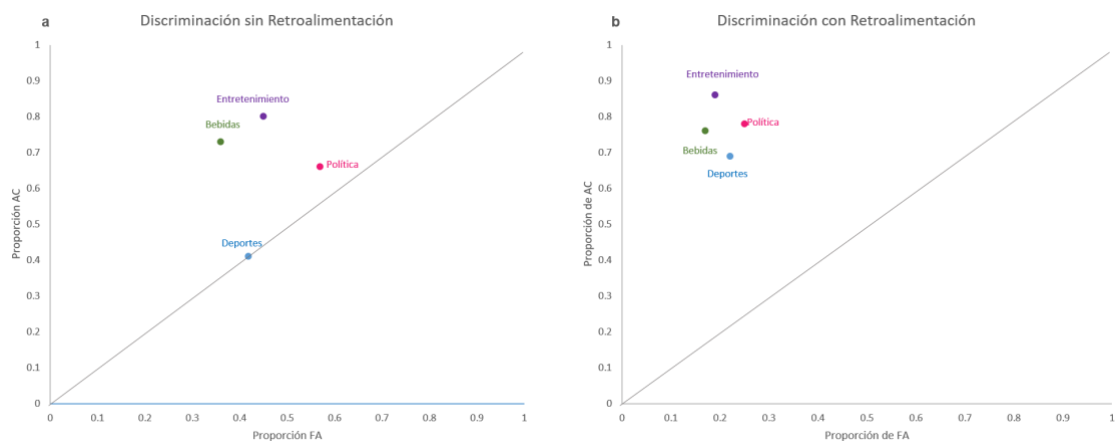 a
Discriminación sin Retroalimentación
1
0.9
0.8
0.7
0.6
0.5
0.4
0.3
0.2
0.1
0
Proporción AC
Entretenimiento
Bebidas
Política
Deportes
0 0.1 0.2 0.3 0.4 0.5 0.6 0.7 0.8 0.9 1
Proporción FA
b
Discriminación con Retroalimentación
1
0.9
0.8
0.7
0.6
0.5
0.4
0.3
0.2
0.1
0
Proporción de AC
Entretenimiento
Política
Bebidas
Deportes
0 0.1 0.2 0.3 0.4 0.5 0.6 0.7 0.8 0.9 1
Proporción de FA